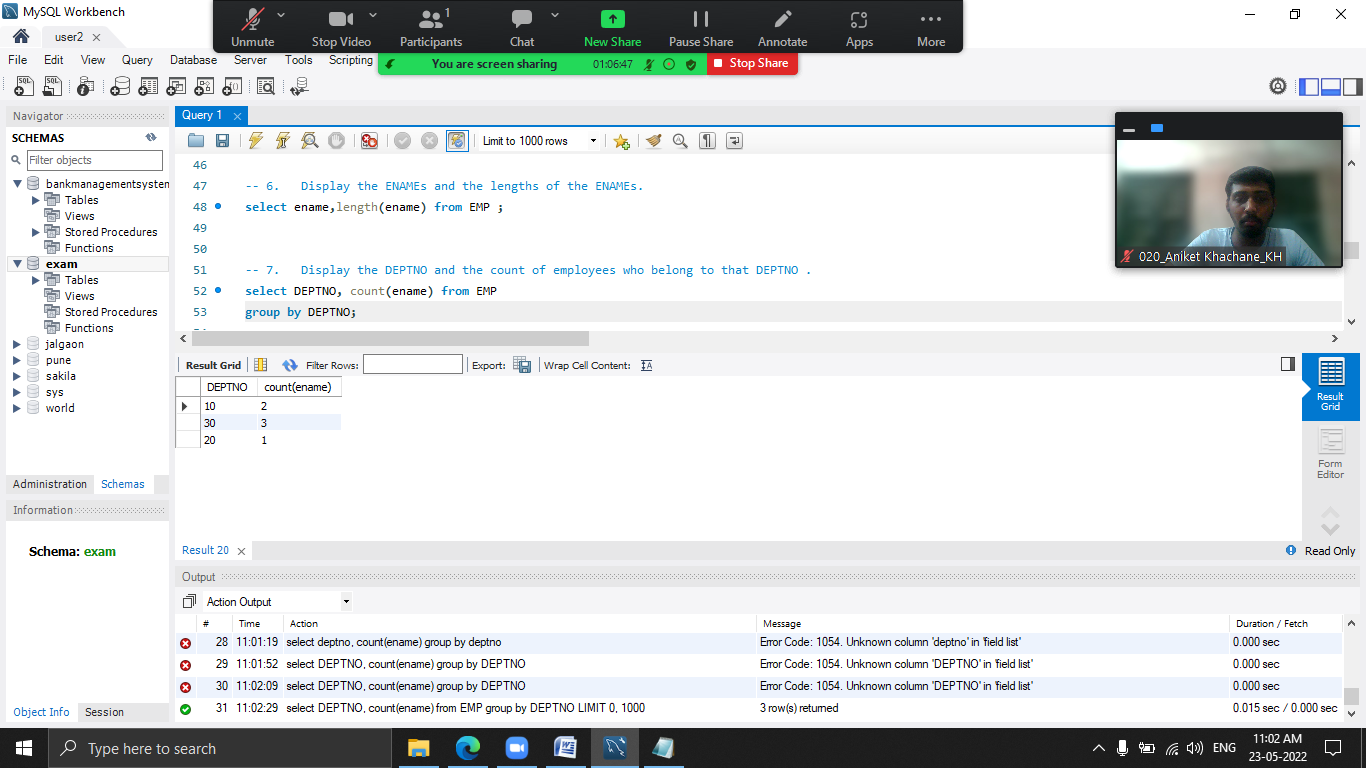 MySQL Workbench
user2
File Edit View Query Database Server Tools Scripting
Unmute Stop Video Participants 1 Chat New Share Pause Share Annotate Apps More
You are screen sharing 01:06:47 Stop Share
Navigator
SCHEMAS
Filter objects
bankmanagementsystem
Tables
Views
Stored Procedures
Functions
exam
Tables
Views
Stored Procedures
Functions
jalgaon
pune
sakila
sys
world
Administration Schemas
Information
Schema: exam
Object Info Session
Query 1
Limit to 1000 rows
46
47 -- 6. Display the ENAMEs and the lengths of the ENAMEs.
48 select ename,length(ename) from EMP ;
49
50
51 -- 7. Display the DEPTNO and the count of employees who belong to that DEPTNO .
52 select DEPTNO, count(ename) from EMP
53 group by DEPTNO;
020_Aniket Khachane_KH
Result Grid Filter Rows: Export: Wrap Cell Content:
DEPTNO count(ename)
10 2
30 3
20 1
Result Grid
Form Editor
Result 20
Read Only
Output
Action Output
# Time Action Message Duration / Fetch
28 11:01:19 select deptno, count(ename) group by deptno Error Code: 1054. Unknown column 'deptno' in 'field list' 0.000 sec
29 11:01:52 select DEPTNO, count(ename) group by DEPTNO Error Code: 1054. Unknown column 'DEPTNO' in 'field list' 0.000 sec
30 11:02:09 select DEPTNO, count(ename) group by DEPTNO Error Code: 1054. Unknown column 'DEPTNO' in 'field list' 0.000 sec
31 11:02:29 select DEPTNO, count(ename) from EMP group by DEPTNO LIMIT 0, 1000 3 row(s) returned 0.015 sec / 0.000 sec
Type here to search
ENG
11:02 AM
23-05-2022